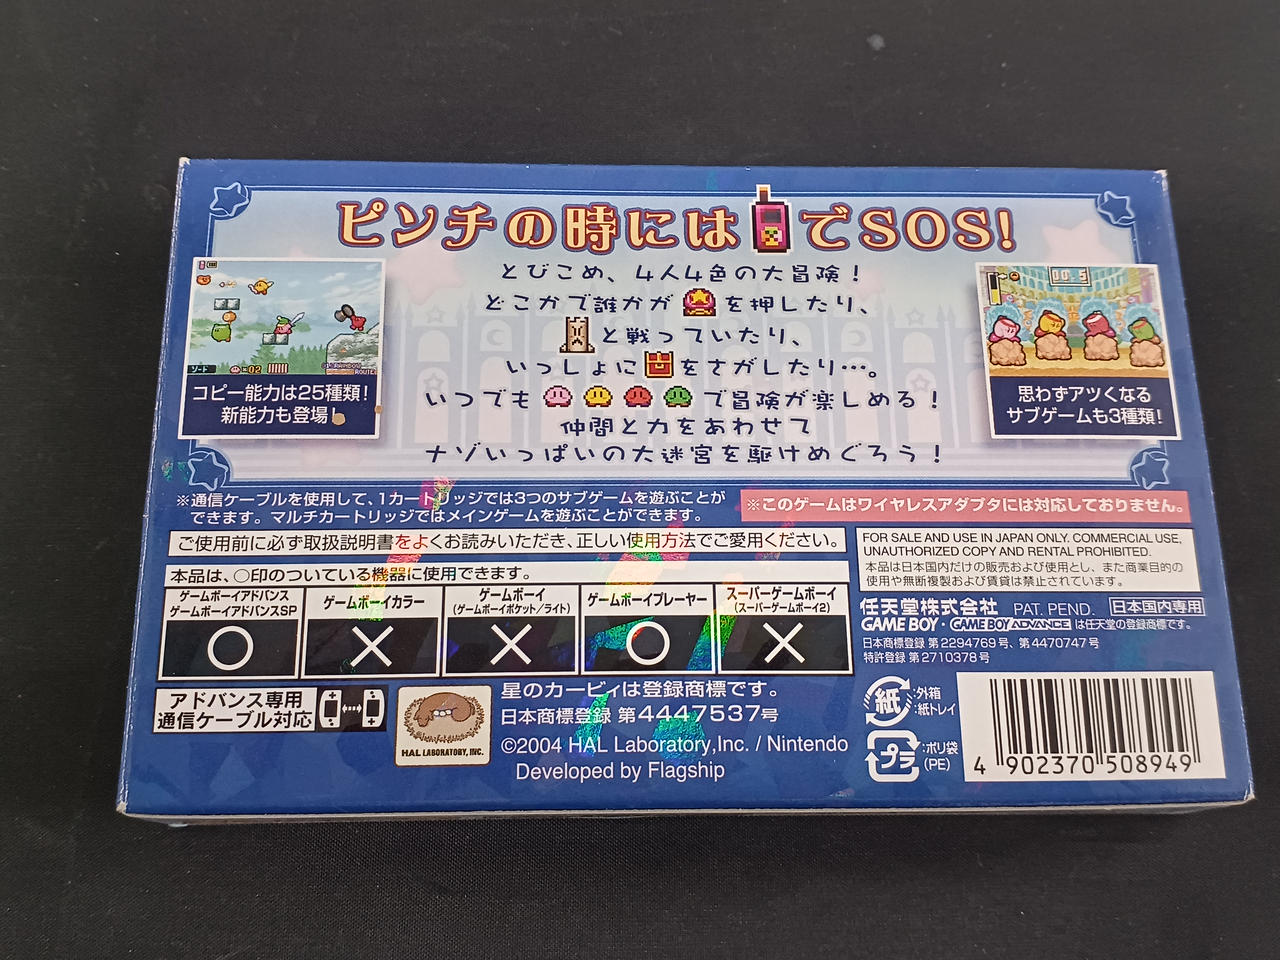 ピンチの時にはでSOS!
とびこめ、4人4色の大冒険!
どこかで誰かがを押したり、
と戦っていたり、
いっしょにをさがしたり…。
いつでもで冒険が楽しめる!
仲間と力をあわせて
ナゾいっぱいの大迷宮を駆けめぐろう!
ソード
02
ROUTE
コピー能力は25種類!
新能力も登場!
00.5
思わずアツくなる
サブゲームも3種類!
※通信ケーブルを使用して、1カートリッジでは3つのサブゲームを遊ぶことが
できます。マルチカートリッジではメインゲームを遊ぶことができます。
※このゲームはワイヤレスアダプタには対応しておりません。
ご使用前に必ず取扱説明書をよくお読みいただき、正しい使用方法でご愛用ください。
本品は、○印のついている機器に使用できます。
ゲームボーイアドバンス
ゲームボーイアドバンスSP
ゲームボーイカラー
ゲームボーイ
(ゲームボーイポケット/ライト)
ゲームボーイプレーヤー
スーパーゲームボーイ
(スーパーゲームボーイ2)
○ × × ○ ×
FOR SALE AND USE IN JAPAN ONLY. COMMERCIAL USE,
UNAUTHORIZED COPY AND RENTAL PROHIBITED.
本品は日本国内だけの販売および使用とし、また商業目的の
使用や無断複製および賃貸は禁止されています。
任天堂株式会社 PAT. PEND. 日本国内専用
GAME BOY・GAME BOY ADVANCE は任天堂の登録商標です。
日本商標登録 第2294769号、第4470747号
特許登録 第2710378号
アドバンス専用
通信ケーブル対応
HAL LABORATORY, INC.
星のカービィは登録商標です。
日本商標登録 第4447537号
©2004 HAL Laboratory,Inc. / Nintendo
Developed by Flagship
紙 :外箱
:紙トレイ
プラ :ポリ袋
(PE)
4 902370 508949